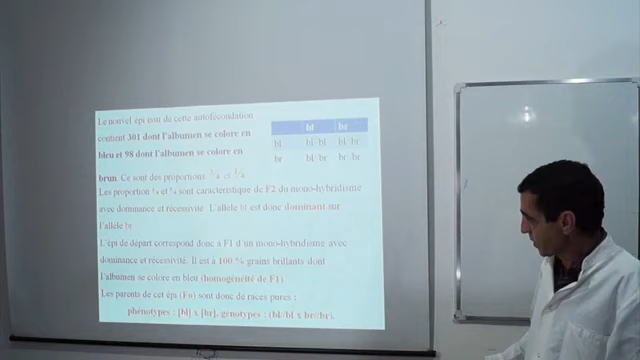 Le nouvel épi issu de cette autofécondation
contient 301 dont l'albumen se colore en
bleu et 98 dont l'albumen se colore en
brun. Ce sont des proportions ¾ et ¼.
bl br
bl bl//bl bl//br
br bl//br br//br
Les proportion ¼ et ¾ sont caractéristique de F2 du mono-hybridisme
avec dominance et récessivité. L'allèle bl est donc dominant sur
l'allèle br
L'épi de départ correspond donc à F1 d'un mono-hybridisme avec
dominance et récessivité. Il est à 100 % grains brillants dont
l'albumen se colore en bleu (homogénéité de F1)
Les parents de cet épi (Fo) sont donc de races pures :
phénotypes : [bl] x [br], génotypes : (bl//bl x br//br).